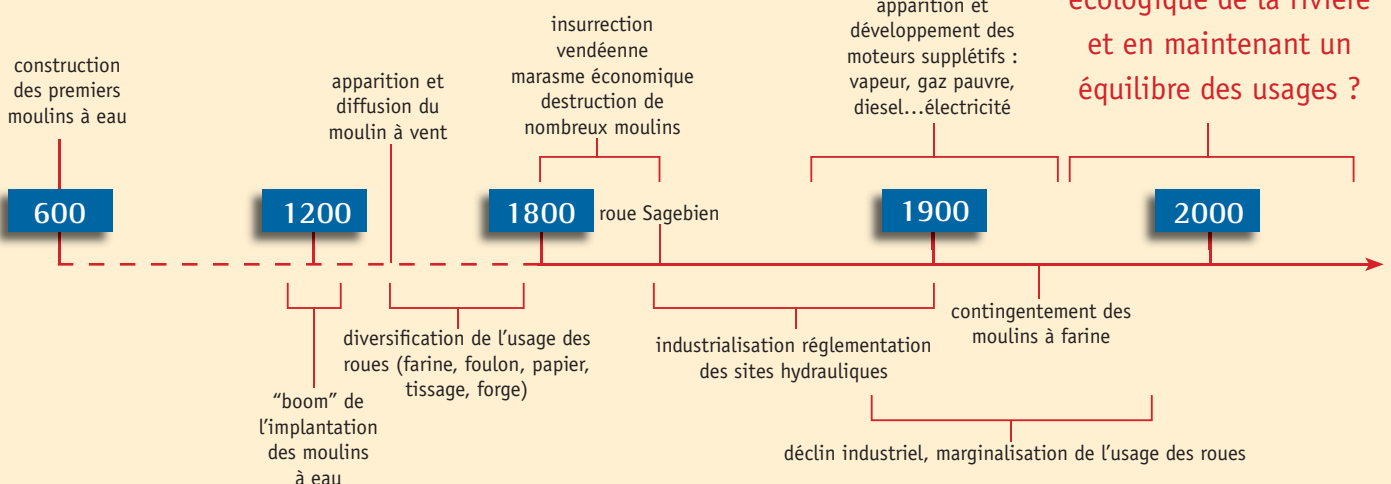 construction
des premiers
moulins à eau
apparition et
diffusion du
moulin à vent
insurrection
vendéenne
marasme économique
destruction de
nombreux moulins
apparition et
développement des
moteurs supplétifs :
vapeur, gaz pauvre,
diesel...électricité
écologique de la rivière
et en maintenant un
équilibre des usages ?
600
1200
1800
roue Sagebien
1900
2000
"boom" de
l'implantation
des moulins
à eau
diversification de l'usage des
roues (farine, foulon, papier,
tissage, forge)
industrialisation réglementation
des sites hydrauliques
contingentement des
moulins à farine
déclin industriel, marginalisation de l'usage des roues